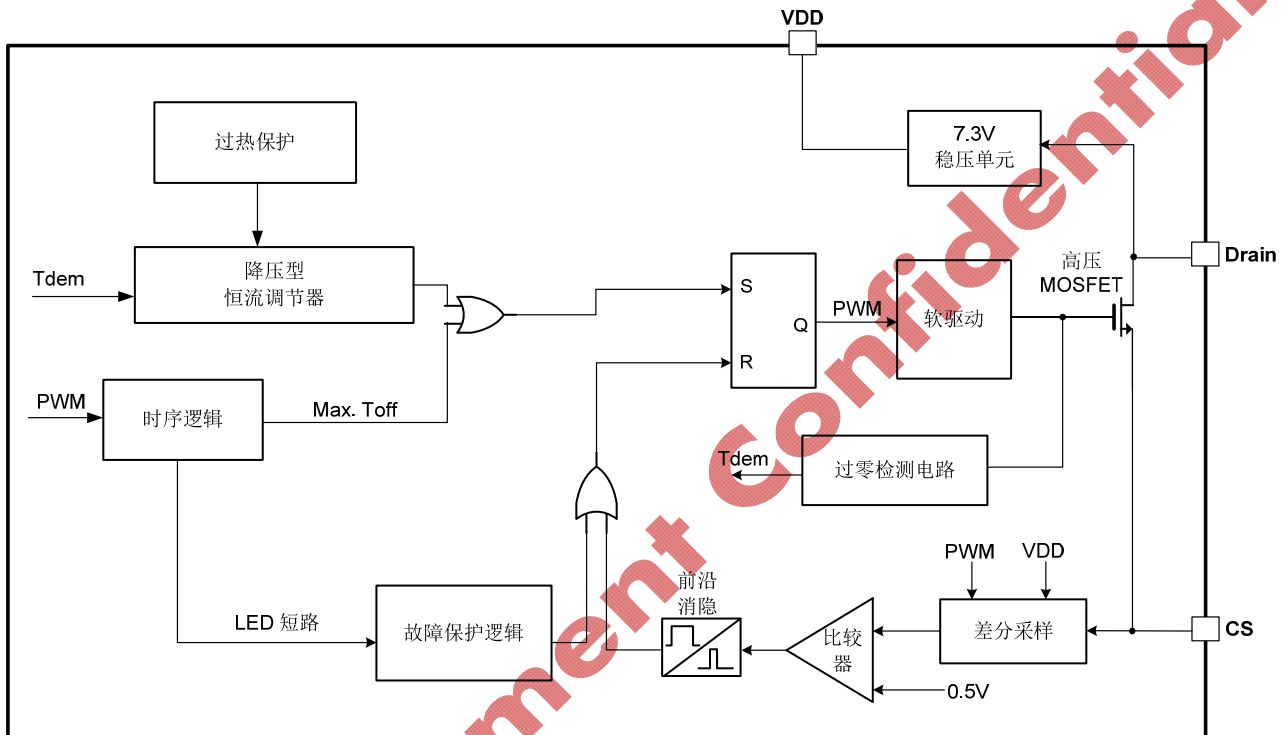 VDD
过热保护
7.3V
稳压单元
Tdem
降压型
恒流调节器
高压
MOSFET
Drain
S
R
Q
PWM
软驱动
PWM
时序逻辑
Max. Toff
Tdem
过零检测电路
LED 短路
故障保护逻辑
前沿
消隐
比较
器
0.5V
PWM
VDD
差分采样
CS
ment Confidential